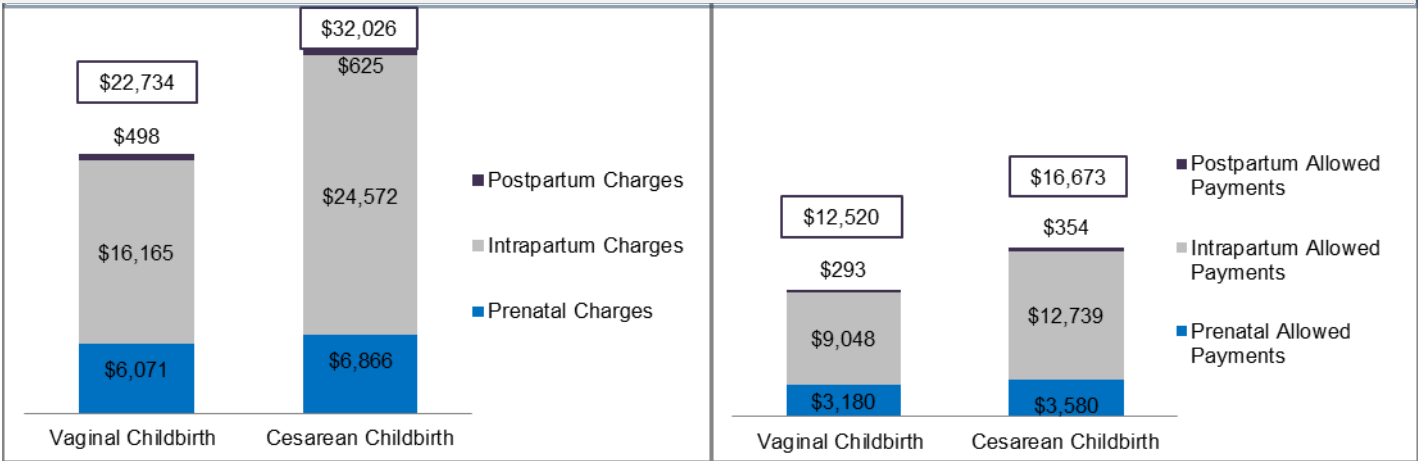 $32,026
$22,734
$625
$498
$24,572
$16,165
$6,866
$6,071
Vaginal Childbirth
Cesarean Childbirth
Postpartum Charges
Intrapartum Charges
Prenatal Charges
$16,673
$12,520
$354
$293
$12,739
$9,048
$3,580
$3,180
Vaginal Childbirth
Cesarean Childbirth
Postpartum Allowed
Payments
Intrapartum Allowed
Payments
Prenatal Allowed
Payments